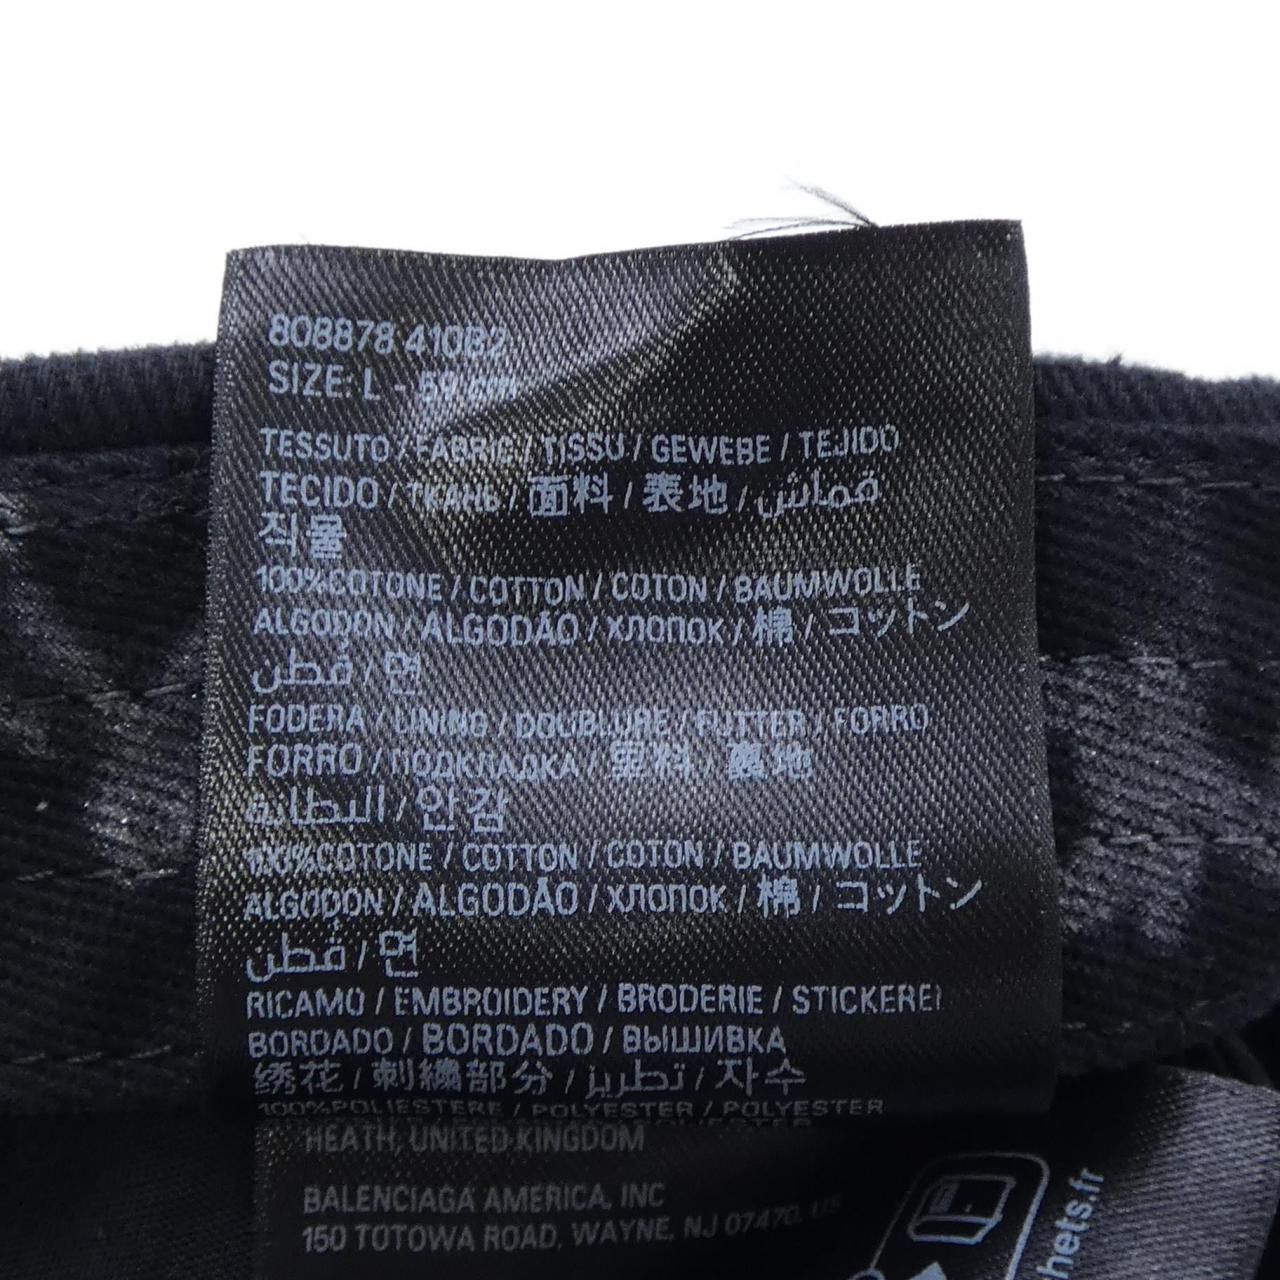 808878 410B2
SIZE: L - 59 cm
TESSUTO / FABRIC / TISSU / GEWEBE / TEJIDO
TECIDO / ТКАНЬ / 面料 / 表地 / قماش
직물
100%COTONE / COTTON / COTON / BAUMWOLLE
ALGODON / ALGODÃO / ХЛОПОК / 棉 / コットン
قطن / 면
FODERA / LINING / DOUBLURE / FUTTER / FORRO
FORRO / ПОДКЛАДКА / 里料 / 裏地
البطانة / 안감
100%COTONE / COTTON / COTON / BAUMWOLLE
ALGODON / ALGODÃO / ХЛОПОК / 棉 / コットン
قطن / 면
RICAMO / EMBROIDERY / BRODERIE / STICKEREI
BORDADO / BORDADO / ВЫШИВКА
绣花 / 刺繍部分 / تطريز / 자수
100%POLIESTERE / POLYESTER / POLYESTER
HEATH, UNITED KINGDOM
BALENCIAGA AMERICA, INC
150 TOTOWA ROAD, WAYNE, NJ 07470, US
hets.fr